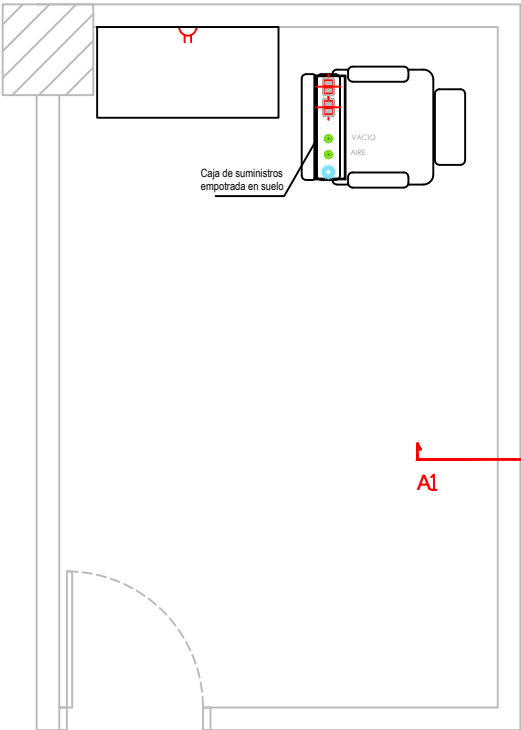 VACIO
AIRE
Caja de suministros
empotrada en suelo
A1